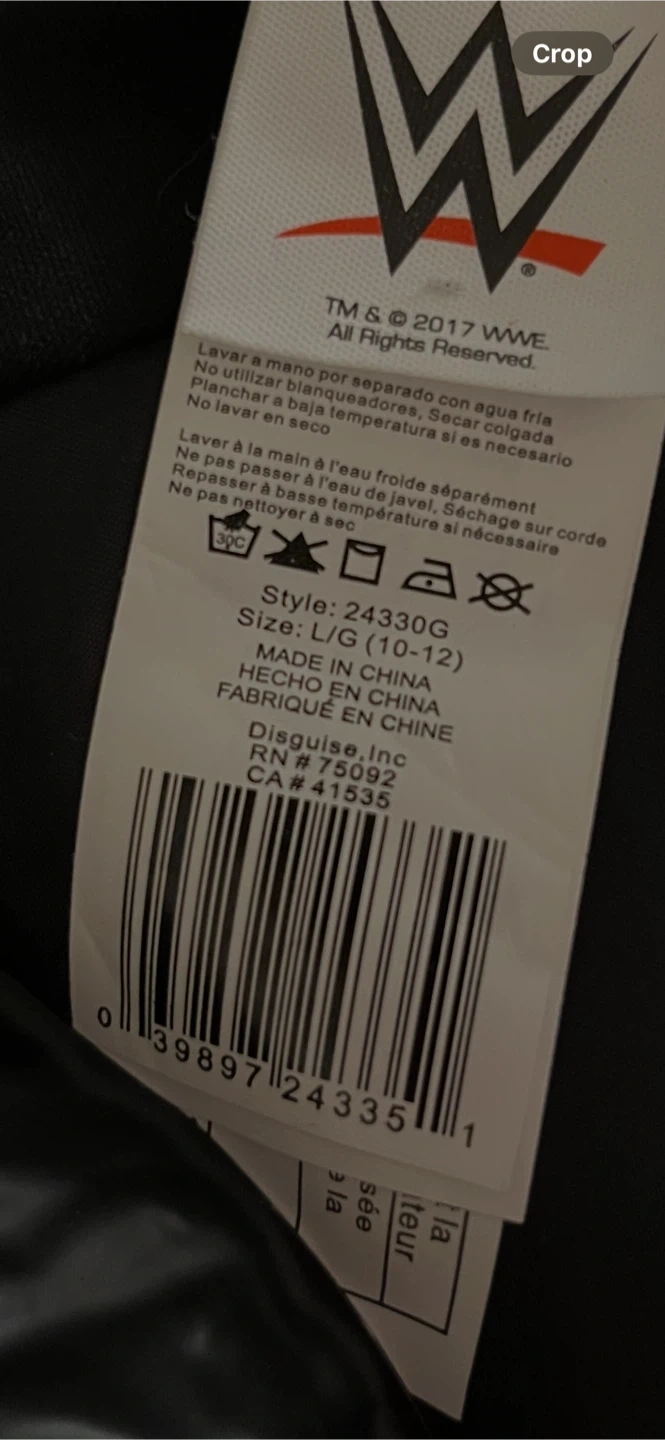 Crop
W
®
TM & © 2017 WWE.
All Rights Reserved.
Lavar a mano por separado con agua fría
No utilizar blanqueadores, Secar colgada
Planchar a baja temperatura si es necesario
No lavar en seco
Laver à la main à l'eau froide séparément
Ne pas passer à l'eau de javel, Séchage sur corde
Repasser à basse température si nécessaire
Ne pas nettoyer à sec
30C
Style: 24330G
Size: L/G (10-12)
MADE IN CHINA
HECHO EN CHINA
FABRIQUÉ EN CHINE
Disguise,Inc
RN # 75092
CA # 41535
0 39897 24335 1
la
sée
la